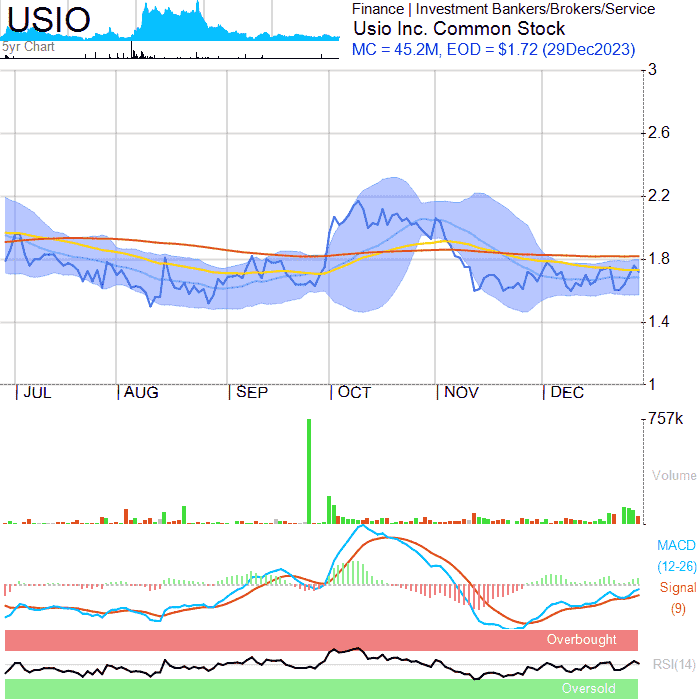 USIO
5yr Chart
Finance | Investment Bankers/Brokers/Service
Usio Inc. Common Stock
MC = 45.2M, EOD = $1.72 (29Dec2023)
3
2.6
2.2
1.8
1.4
1
JUL AUG SEP OCT NOV DEC
757k
Volume
MACD
(12-26)
Signal
(9)
Overbought
RSI(14)
Oversold